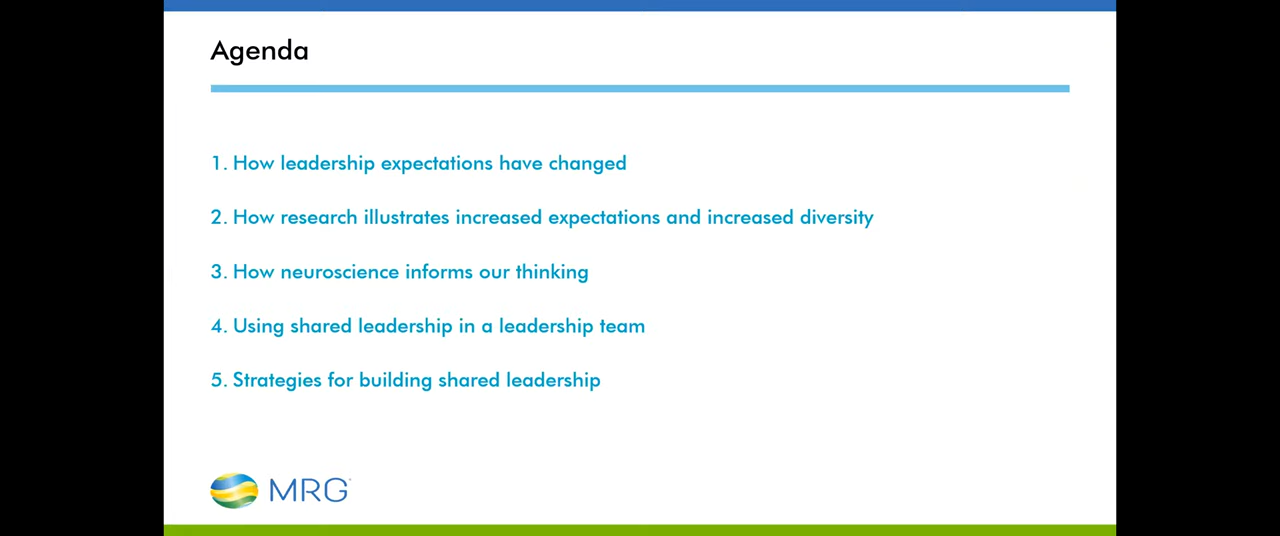 Agenda
1. How leadership expectations have changed
2. How research illustrates increased expectations and increased diversity
3. How neuroscience informs our thinking
4. Using shared leadership in a leadership team
5. Strategies for building shared leadership
MRG